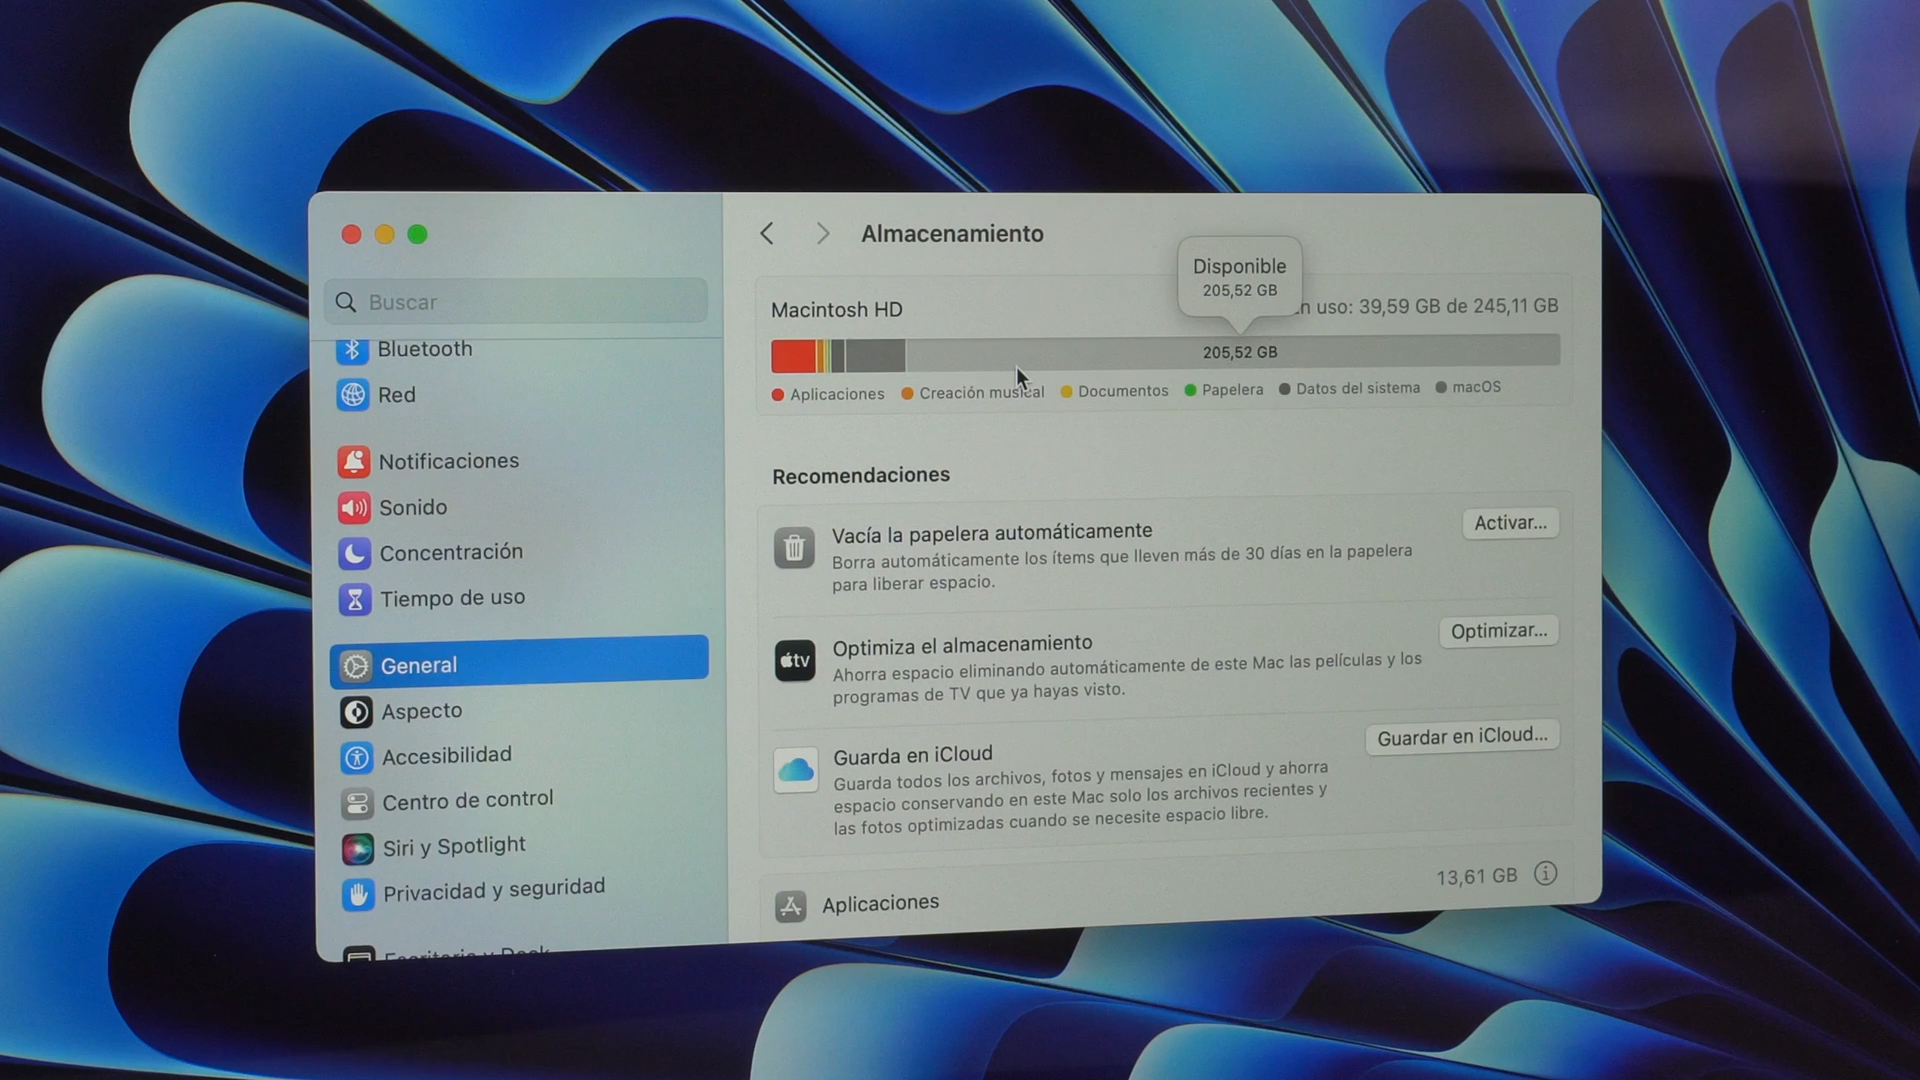 Buscar
Bluetooth
Red
Notificaciones
Sonido
Concentración
Tiempo de uso
General
Aspecto
Accesibilidad
Centro de control
Siri y Spotlight
Privacidad y seguridad
Escritorio y Dock
Almacenamiento
Disponible
205,52 GB
Macintosh HD
n uso: 39,59 GB de 245,11 GB
205,52 GB
Aplicaciones
Creación musical
Documentos
Papelera
Datos del sistema
macOS
Recomendaciones
Vacía la papelera automáticamente
Borra automáticamente los ítems que lleven más de 30 días en la papelera
para liberar espacio.
Activar...
tv
Optimiza el almacenamiento
Ahorra espacio eliminando automáticamente de este Mac las películas y los
programas de TV que ya hayas visto.
Optimizar...
Guarda en iCloud
Guarda todos los archivos, fotos y mensajes en iCloud y ahorra
espacio conservando en este Mac solo los archivos recientes y
las fotos optimizadas cuando se necesite espacio libre.
Guardar en iCloud...
Aplicaciones
13,61 GB